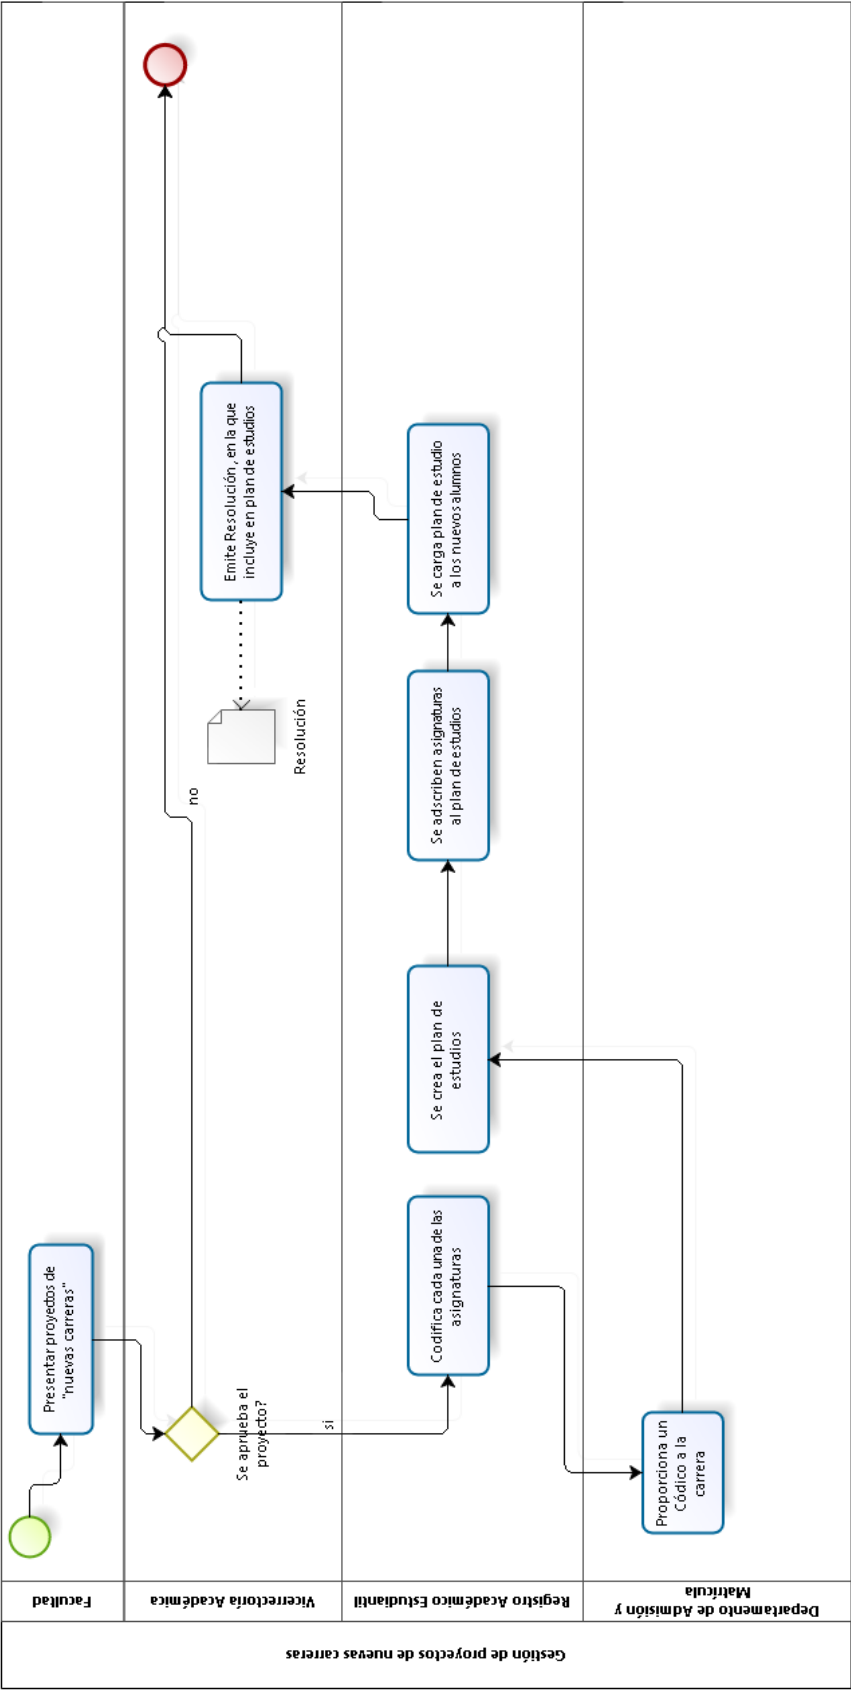 Gestión de proyectos de nuevas carreras
Facultad
Presentar proyectos de
"nuevas carreras"
Vicerrectoría Académica
Se aprueba el
proyecto?
no
si
Resolución
Emite Resolución, en la que
incluye en plan de estudios
Registro Académico Estudiantil
Codifica cada una de las
asignaturas
Se crea el plan de
estudios
Se adscriben asignaturas
al plan de estudios
Se carga plan de estudio
a los nuevos alumnos
Departamento de Admisión y
Matrícula
Proporciona un
Códico a la
carrera